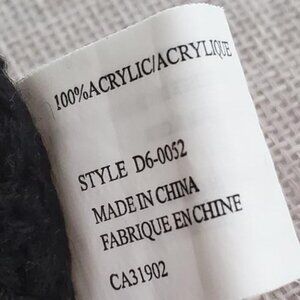 100%ACRYLIC/ACRYLIQUE
STYLE D6-0052
MADE IN CHINA
FABRIQUE EN CHINE
CA31902